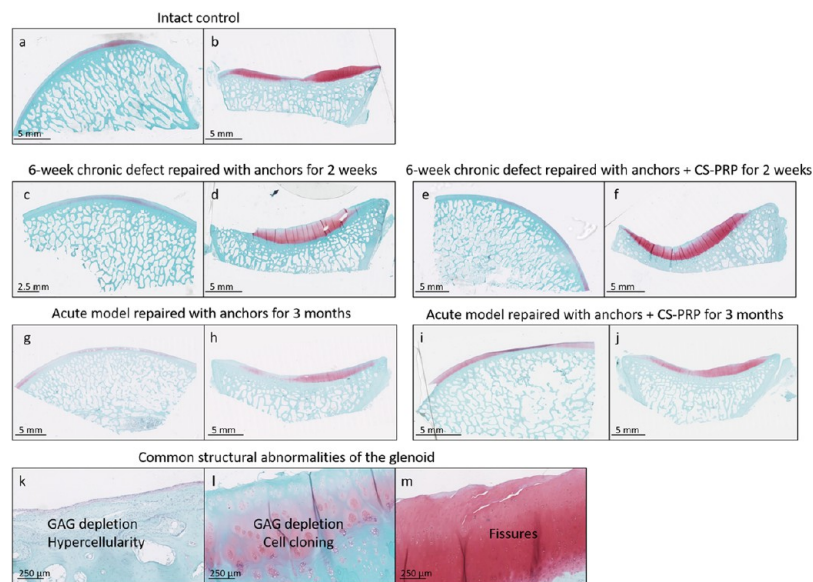 Intact control
a
b
5 mm
5 mm
6-week chronic defect repaired with anchors for 2 weeks
6-week chronic defect repaired with anchors + CS-PRP for 2 weeks
c
d
e
f
2.5 mm
5 mm
5 mm
5 mm
Acute model repaired with anchors for 3 months
Acute model repaired with anchors + CS-PRP for 3 months
g
h
i
j
5 mm
5 mm
5 mm
5 mm
Common structural abnormalities of the glenoid
k
l
m
GAG depletion
Hypercellularity
GAG depletion
Cell cloning
Fissures
250 µm
250 µm
250 µm